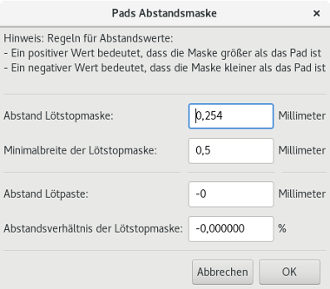 Pads Abstandsmaske ×
Hinweis: Regeln für Abstandswerte:
- Ein positiver Wert bedeutet, dass die Maske größer als das Pad ist
- Ein negativer Wert bedeutet, dass die Maske kleiner als das Pad ist
Abstand Lötstopmaske: 0,254 Millimeter
Minimalbreite der Lötstopmaske: 0,5 Millimeter
Abstand Lötpaste: -0 Millimeter
Abstandsverhältnis der Lötstopmaske: -0,000000 %
Abbrechen OK